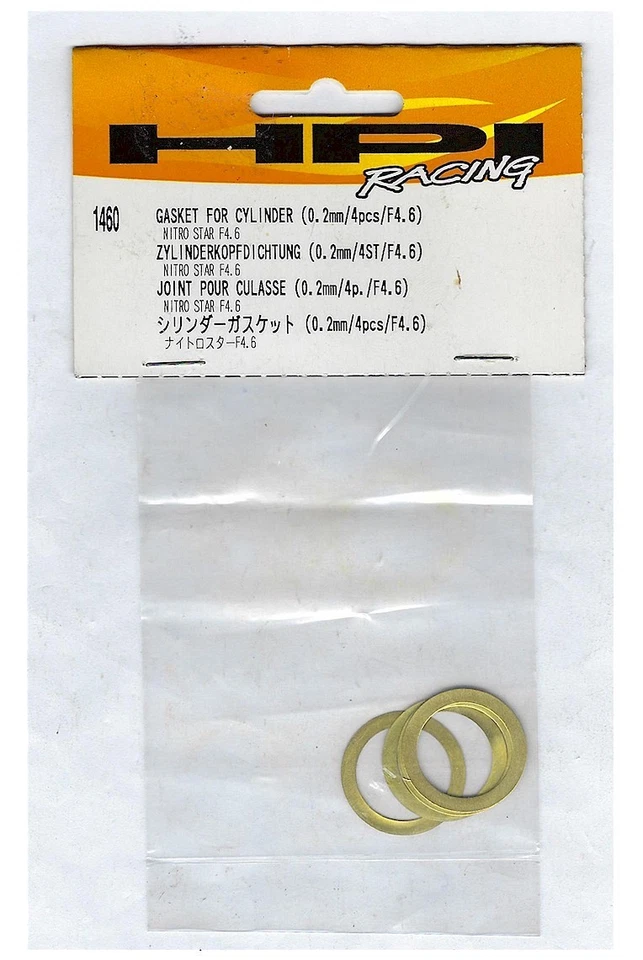 HPI
RACING
1460 GASKET FOR CYLINDER (0.2mm/4pcs/F4.6)
NITRO STAR F4.6
ZYLINDERKOPFDICHTUNG (0.2mm/4ST/F4.6)
NITRO STAR F4.6
JOINT POUR CULASSE (0.2mm/4p./F4.6)
NITRO STAR F4.6
シリンダーガスケット (0.2mm/4pcs/F4.6)
ナイトロスターF4.6